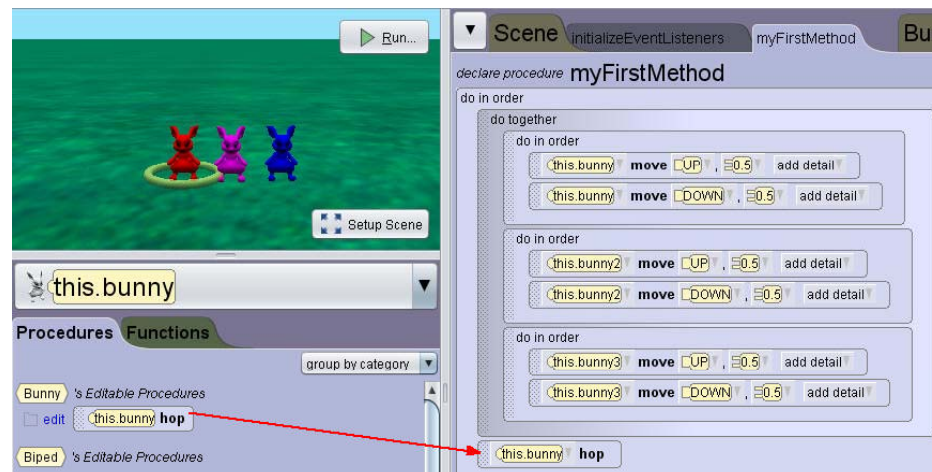 Run...
Setup Scene
this.bunny
Procedures Functions
group by category
Bunny 's Editable Procedures
edit this.bunny hop
Biped 's Editable Procedures
Scene initializeEventListeners myFirstMethod Bu
declare procedure myFirstMethod
do in order
do together
do in order
this.bunny move UP , 0.5 add detail
this.bunny move DOWN , 0.5 add detail
do in order
this.bunny2 move UP , 0.5 add detail
this.bunny2 move DOWN , 0.5 add detail
do in order
this.bunny3 move UP , 0.5 add detail
this.bunny3 move DOWN , 0.5 add detail
this.bunny hop